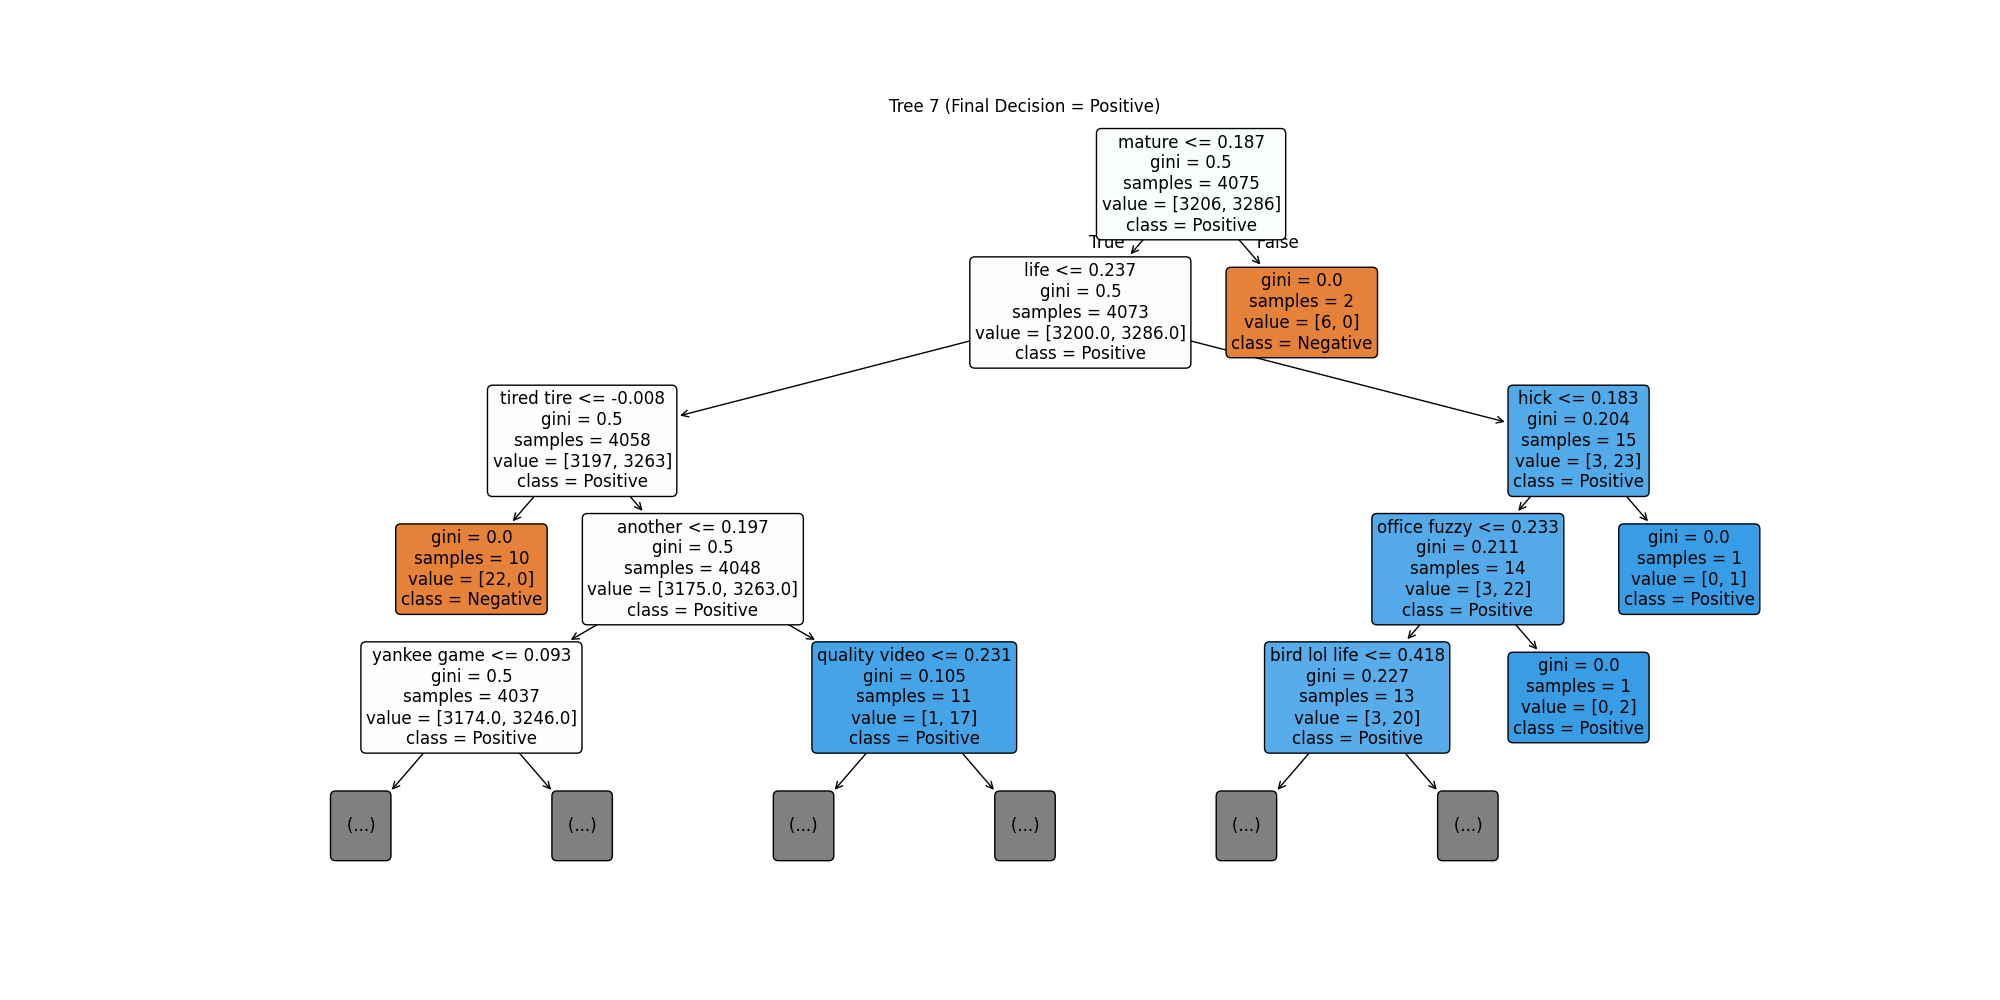 Tree 7 (Final Decision = Positive)
mature <= 0.187
gini = 0.5
samples = 4075
value = [3206, 3286]
class = Positive
True
False
life <= 0.237
gini = 0.5
samples = 4073
value = [3200.0, 3286.0]
class = Positive
gini = 0.0
samples = 2
value = [6, 0]
class = Negative
tired tire <= -0.008
gini = 0.5
samples = 4058
value = [3197, 3263]
class = Positive
hick <= 0.183
gini = 0.204
samples = 15
value = [3, 23]
class = Positive
gini = 0.0
samples = 10
value = [22, 0]
class = Negative
another <= 0.197
gini = 0.5
samples = 4048
value = [3175.0, 3263.0]
class = Positive
office fuzzy <= 0.233
gini = 0.211
samples = 14
value = [3, 22]
class = Positive
gini = 0.0
samples = 1
value = [0, 1]
class = Positive
yankee game <= 0.093
gini = 0.5
samples = 4037
value = [3174.0, 3246.0]
class = Positive
quality video <= 0.231
gini = 0.105
samples = 11
value = [1, 17]
class = Positive
bird lol life <= 0.418
gini = 0.227
samples = 13
value = [3, 20]
class = Positive
gini = 0.0
samples = 1
value = [0, 2]
class = Positive
(...)
(...)
(...)
(...)
(...)
(...)